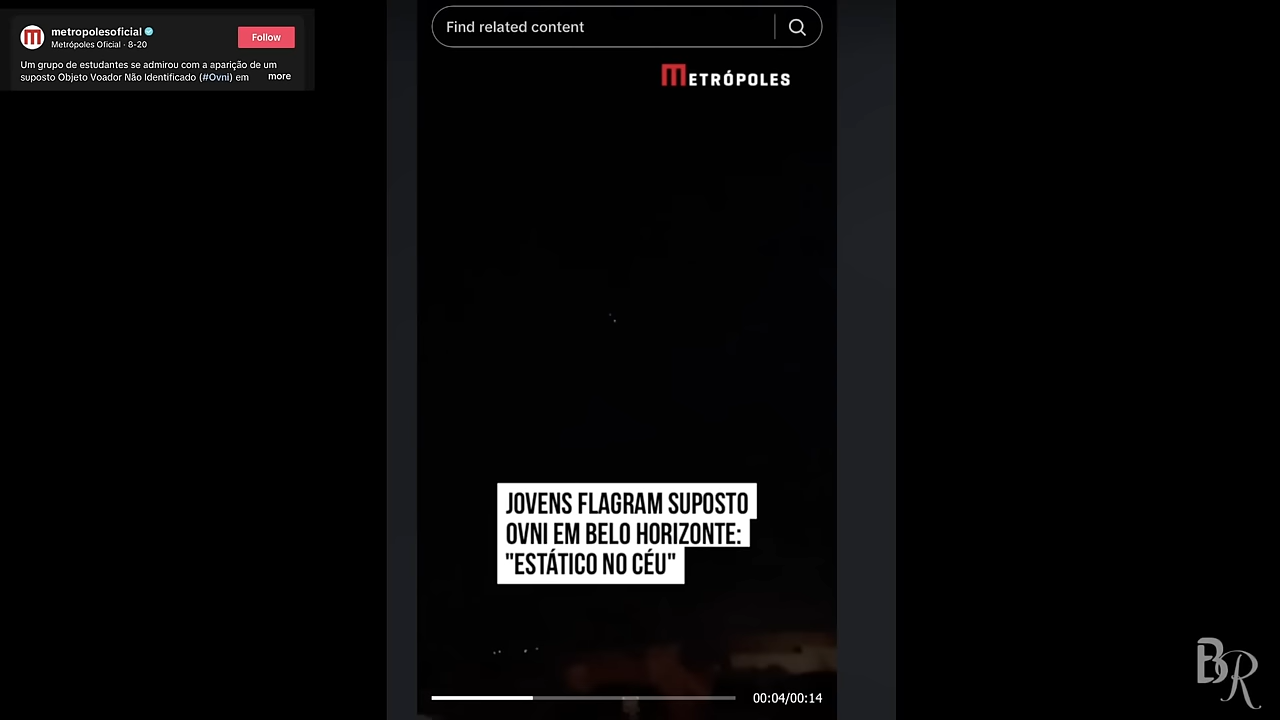 metropolesoficial
Metrópoles Oficial · 8-20
Follow
Um grupo de estudantes se admirou com a aparição de um
suposto Objeto Voador Não Identificado (#Ovni) em more
Find related content
METRÓPOLES
JOVENS FLAGRAM SUPOSTO
OVNI EM BELO HORIZONTE:
"ESTÁTICO NO CÉU"
00:04/00:14
BR